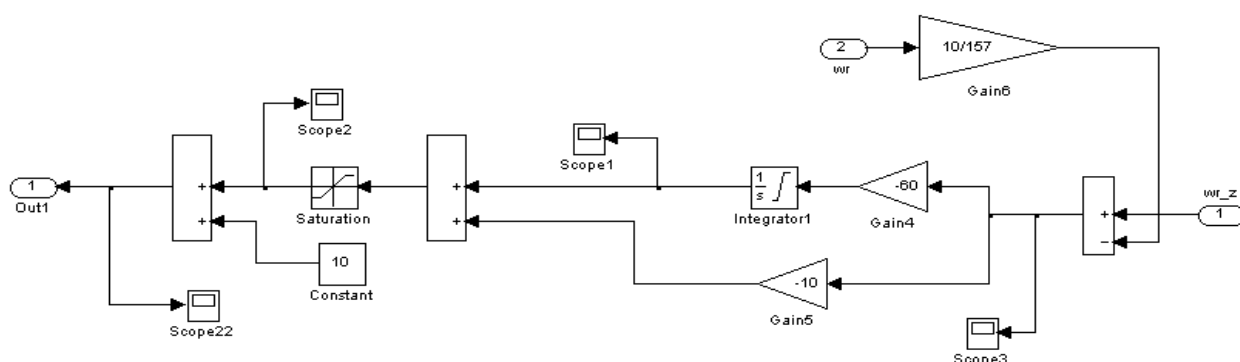 2
wr
10/157
Gain6
Scope2
Scope1
+
+
Saturation
1
s
Integrator1
-60
Gain4
+
−
wr_z
1
1
Out1
+
+
10
Constant
-10
Gain5
Scope22
Scope3